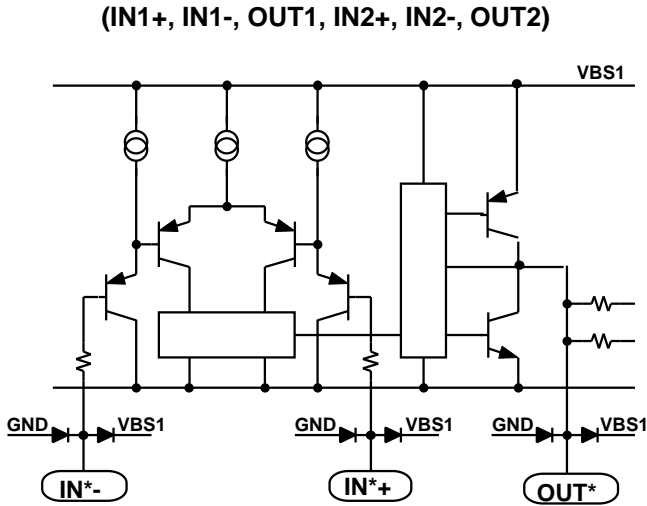 (IN1+, IN1-, OUT1, IN2+, IN2-, OUT2)
VBS1
GND VBS1 GND VBS1 GND VBS1
IN*- IN*+ OUT*